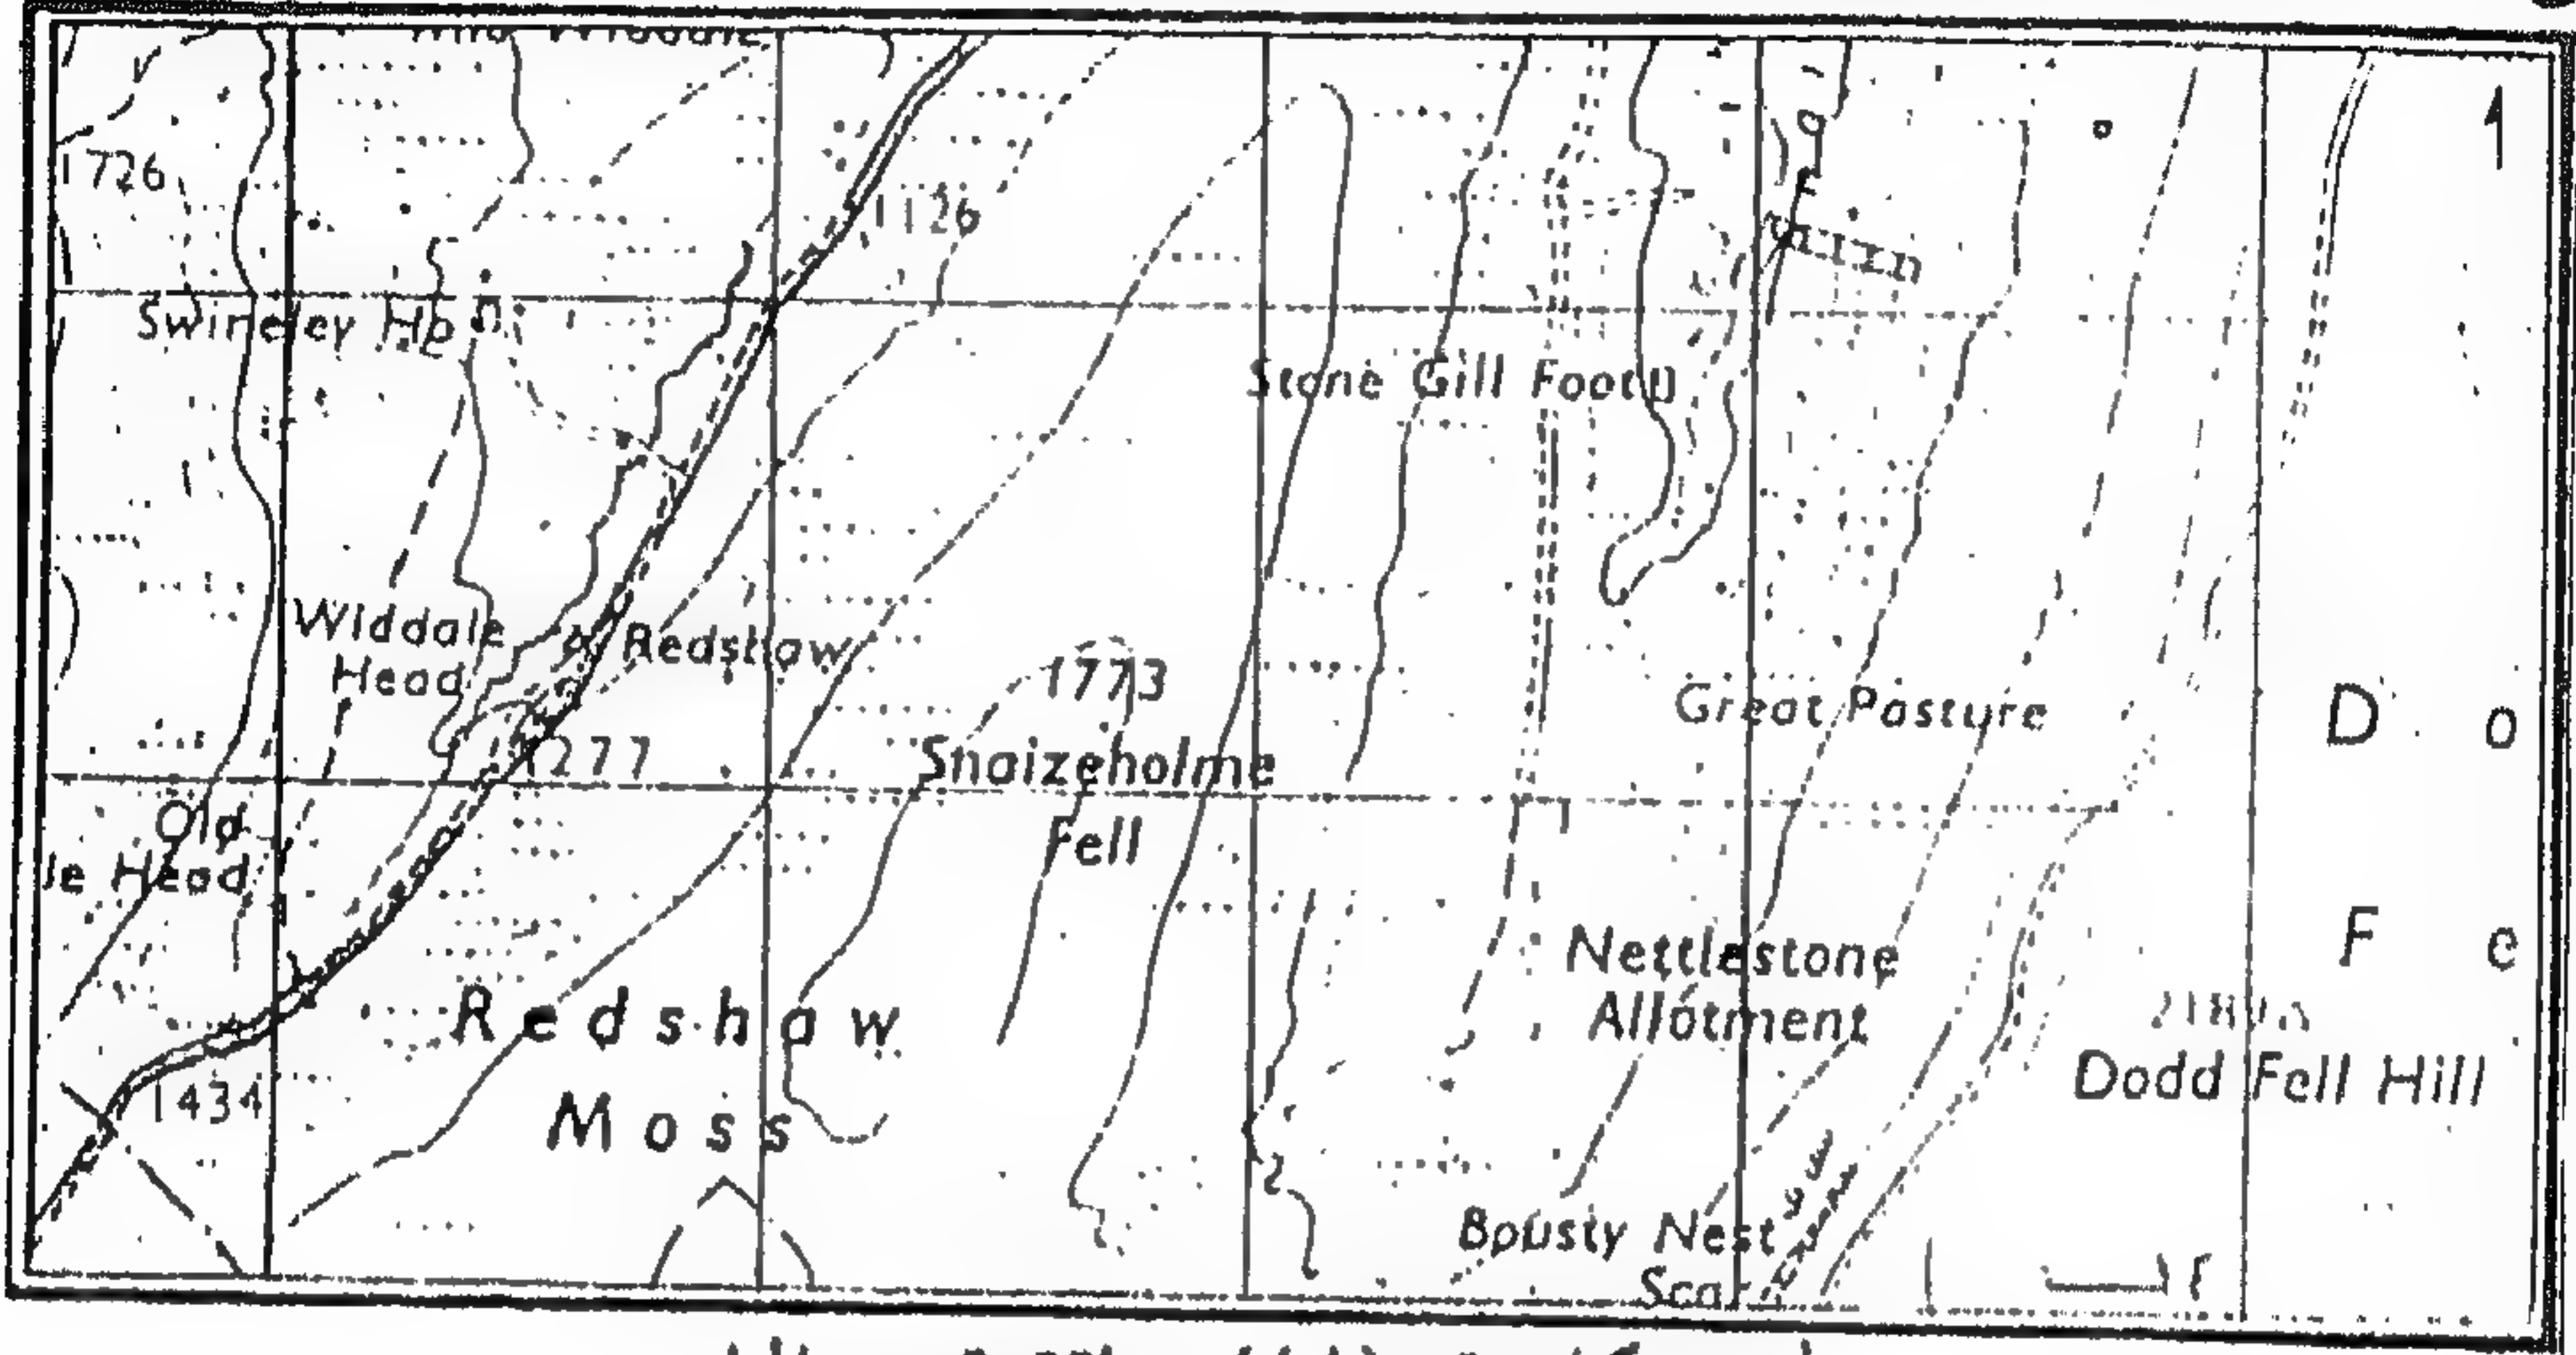 1726
1126
Swineley Ho
Stone Gill Foot
Widdale
Head
Redshaw
1773
Great Pasture
D o
1277
Snaizeholme
Fell
Old
le Head
F e
Nettlestone
Allotment
Redshaw
Moss
Dodd Fell Hill
1434
Bousty Nest
Scar